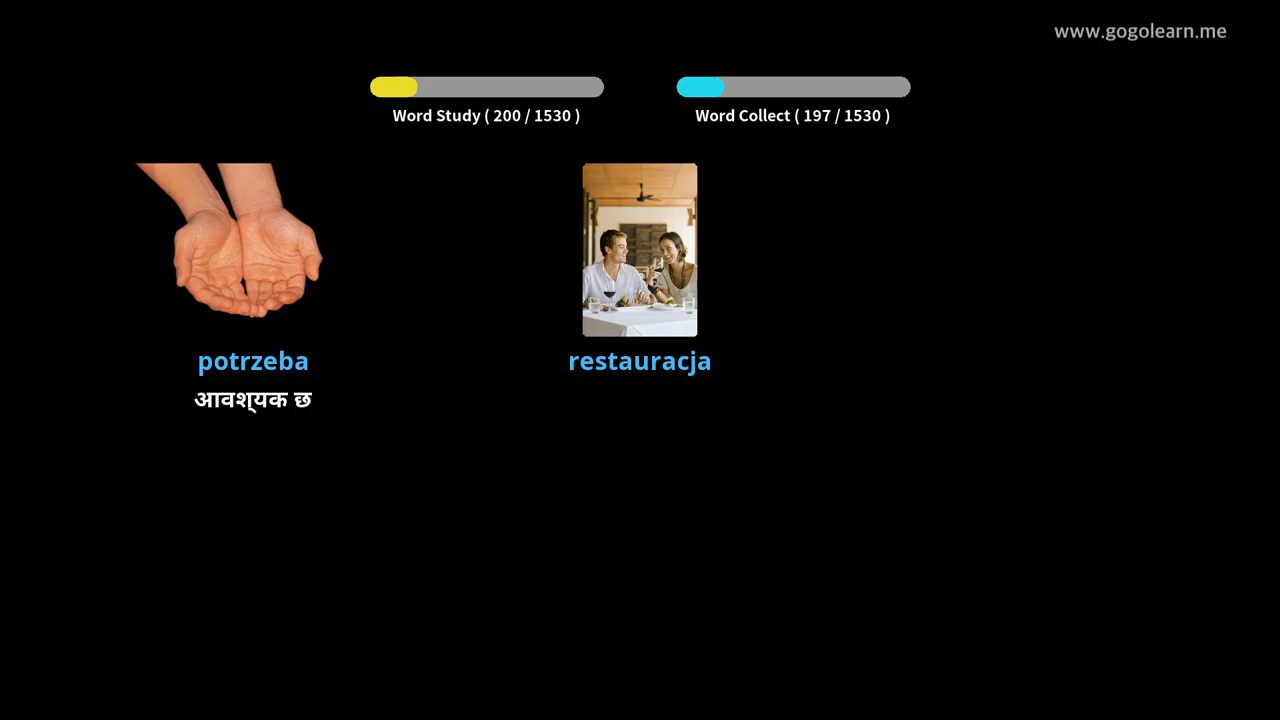 www.gogolearn.me
Word Study ( 200 / 1530 )
Word Collect ( 197 / 1530 )
potrzeba
आवश्यक छ
restauracja